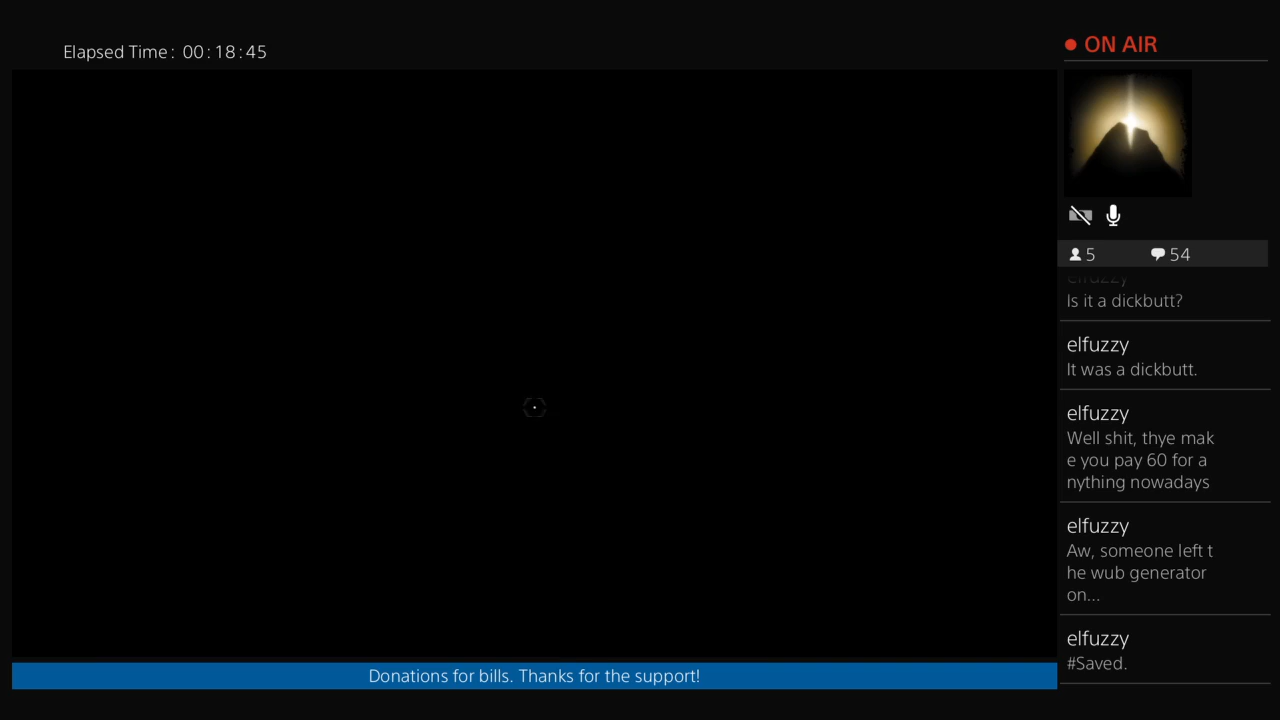 Elapsed Time: 00:18:45
ON AIR
5 54
elfuzzy
Is it a dickbutt?
elfuzzy
It was a dickbutt.
elfuzzy
Well shit, thye mak
e you pay 60 for a
nything nowadays
elfuzzy
Aw, someone left t
he wub generator
on...
elfuzzy
#Saved.
Donations for bills. Thanks for the support!